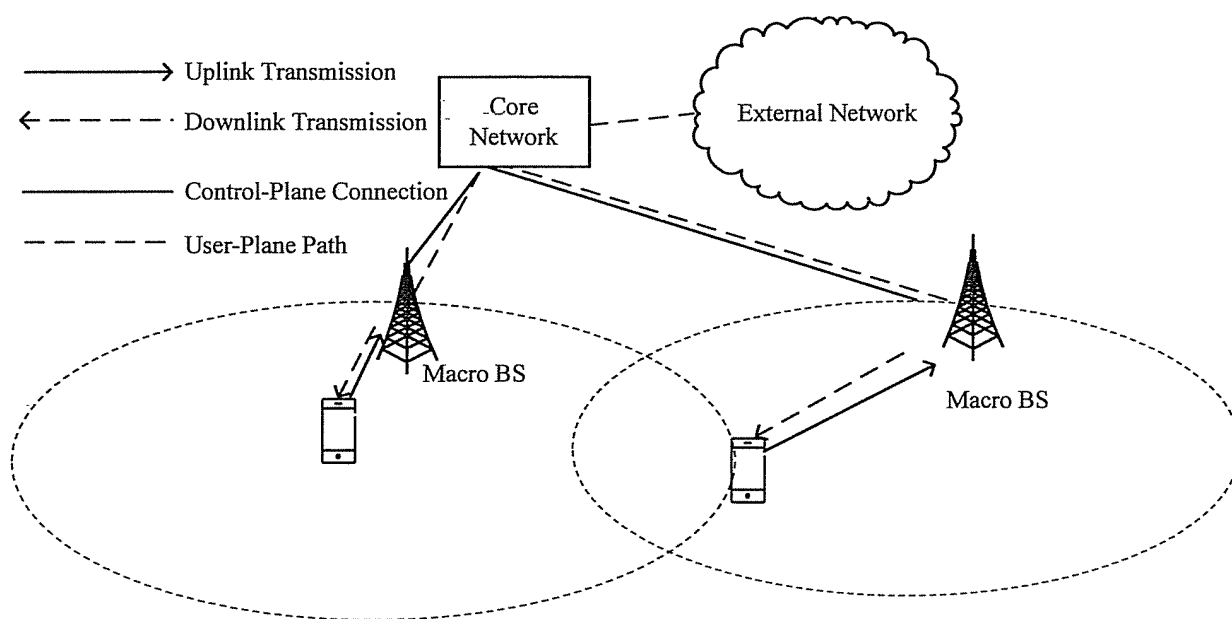 Uplink Transmission
Downlink Transmission
Control-Plane Connection
User-Plane Path
Core
Network
External Network
Macro BS
Macro BS